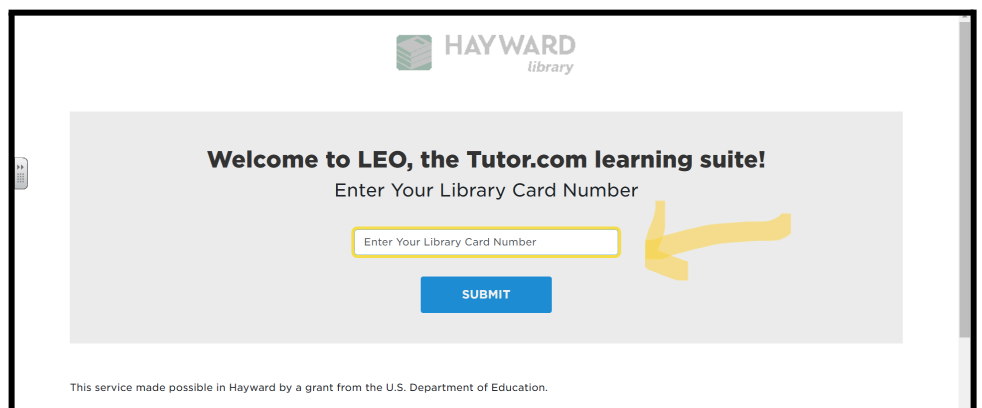 HAYWARD
library
Welcome to LEO, the Tutor.com learning suite!
Enter Your Library Card Number
Enter Your Library Card Number
SUBMIT
This service made possible in Hayward by a grant from the U.S. Department of Education.